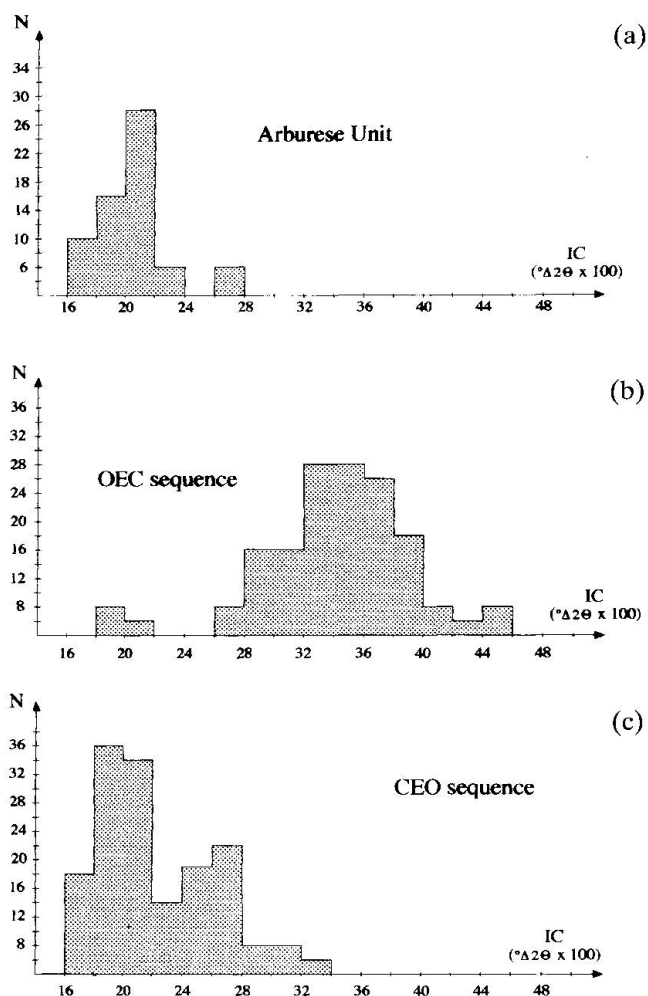 N
(a)
34
30
28
22
18
14
10
6
Arburese Unit
IC
(°Δ2Θ x 100)
16 20 24 28 32 34 36 40 44 48
N
(b)
36
32
28
24
20
16
12
8
OEC sequence
IC
(°Δ2Θ x 100)
16 20 24 28 32 36 40 44 48
N
(c)
36
32
28
24
20
16
12
8
CEO sequence
IC
(°Δ2Θ x 100)
16 20 24 28 32 36 40 44 48